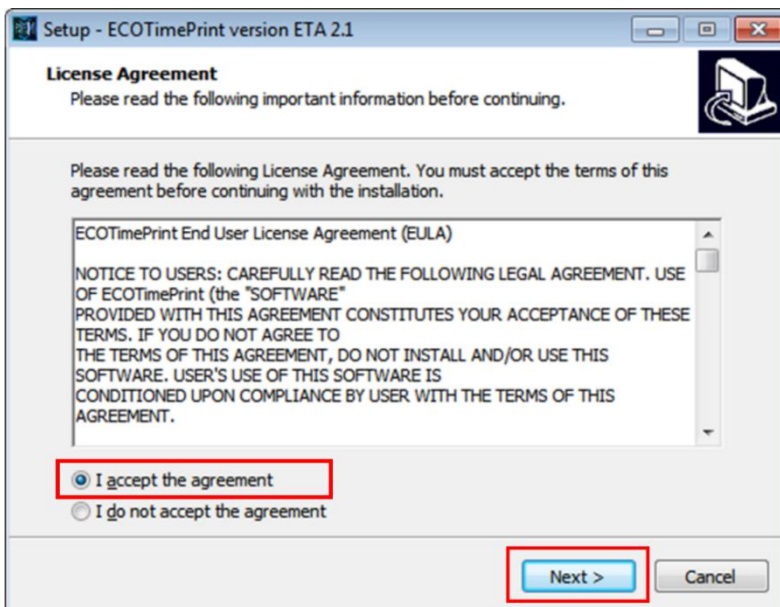 Setup - ECOTimePrint version ETA 2.1
License Agreement
Please read the following important information before continuing.
Please read the following License Agreement. You must accept the terms of this
agreement before continuing with the installation.
ECOTimePrint End User License Agreement (EULA)
NOTICE TO USERS: CAREFULLY READ THE FOLLOWING LEGAL AGREEMENT. USE
OF ECOTimePrint (the "SOFTWARE"
PROVIDED WITH THIS AGREEMENT CONSTITUTES YOUR ACCEPTANCE OF THESE
TERMS. IF YOU DO NOT AGREE TO
THE TERMS OF THIS AGREEMENT, DO NOT INSTALL AND/OR USE THIS
SOFTWARE. USER'S USE OF THIS SOFTWARE IS
CONDITIONED UPON COMPLIANCE BY USER WITH THE TERMS OF THIS
AGREEMENT.
I accept the agreement
I do not accept the agreement
Next >
Cancel